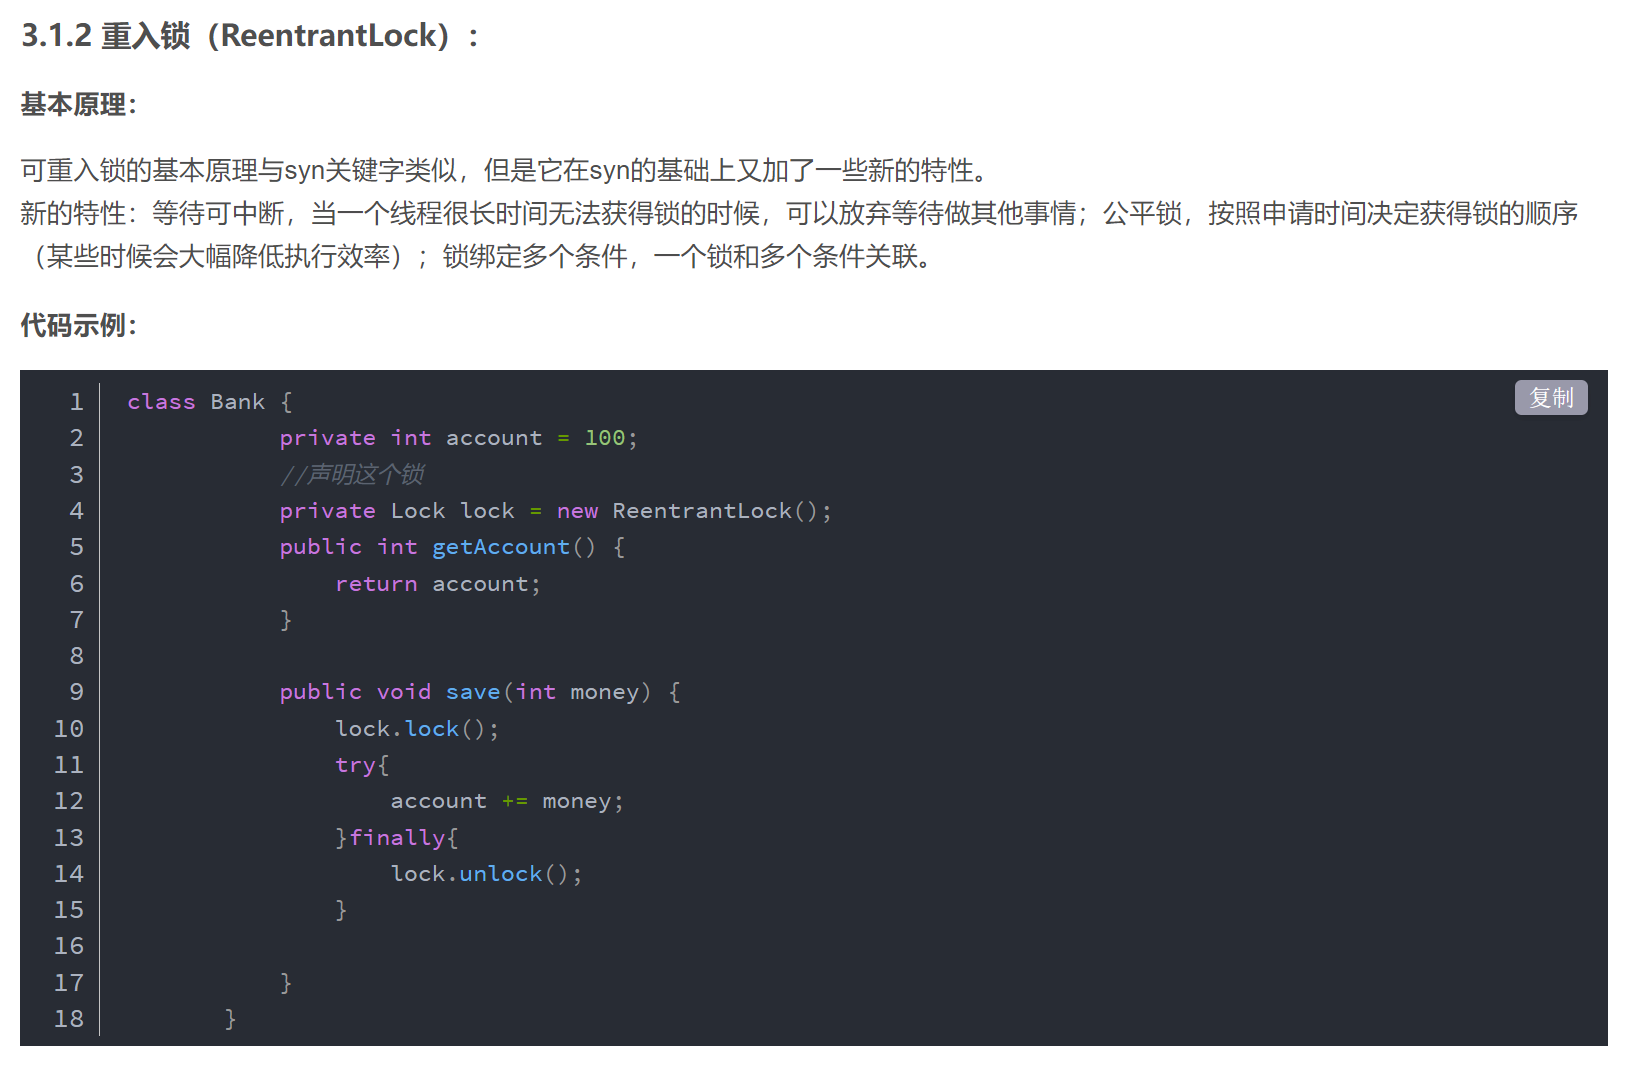 3.1.2 重入锁（ReentrantLock）：
基本原理：
可重入锁的基本原理与syn关键字类似，但是它在syn的基础上又加了一些新的特性。
新的特性：等待可中断，当一个线程很长时间无法获得锁的时候，可以放弃等待做其他事情；公平锁，按照申请时间决定获得锁的顺序
（某些时候会大幅降低执行效率）；锁绑定多个条件，一个锁和多个条件关联。
代码示例：
复制
1 class Bank {
2            private int account = 100;
3            //声明这个锁
4            private Lock lock = new ReentrantLock();
5            public int getAccount() {
6                return account;
7            }
8
9            public void save(int money) {
10                lock.lock();
11                try{
12                    account += money;
13                }finally{
14                    lock.unlock();
15                }
16
17            }
18        }